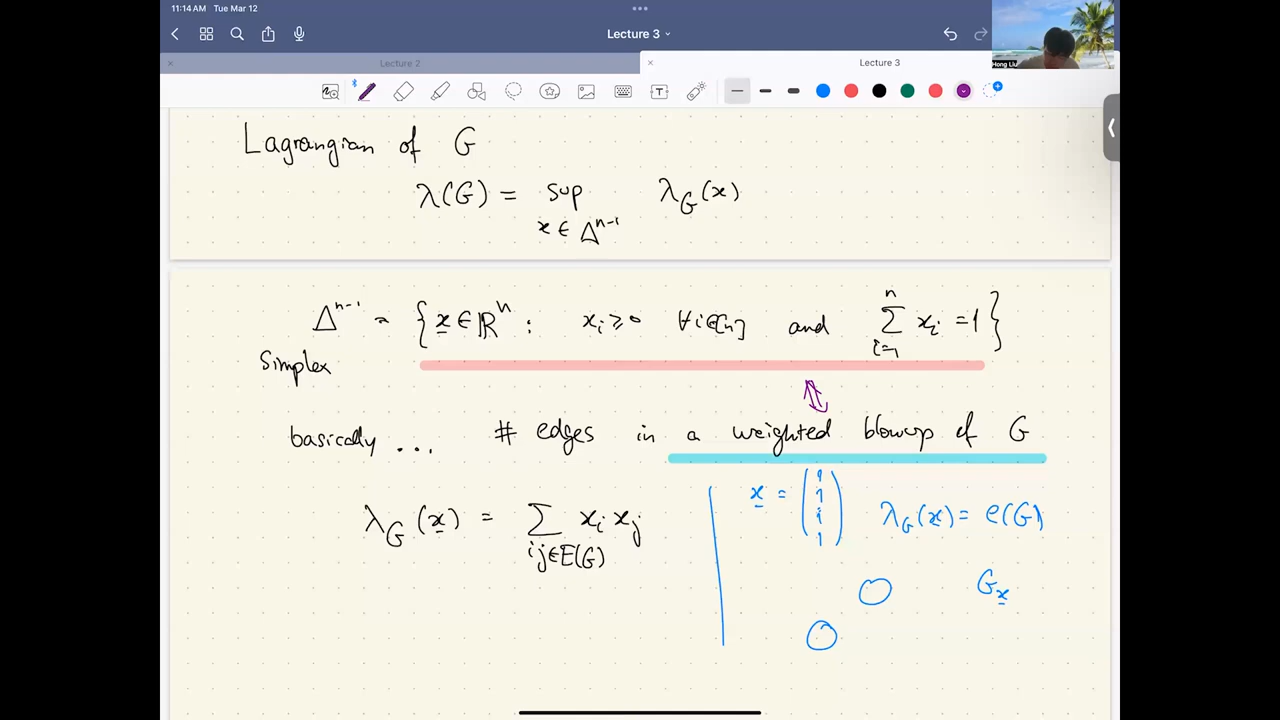 11:14 AM Tue Mar 12
Lecture 3
Hong Liu
Lecture 2
Lecture 3
Lagrangian of G
λ(G) = sup λ_G(x)
x ∈ Δ^{n-1}
Δ^{n-1} = {x ∈ ℝ^n : x_i ≥ 0 ∀i∈[n] and Σ_{i=1}^{n} x_i = 1}
Simplex
basically ... # edges in a weighted blowup of G
λ_G(x) = Σ_{ij∈E(G)} x_i x_j
x = (1 1 1 1) λ_G(x) = e(G)
G_x